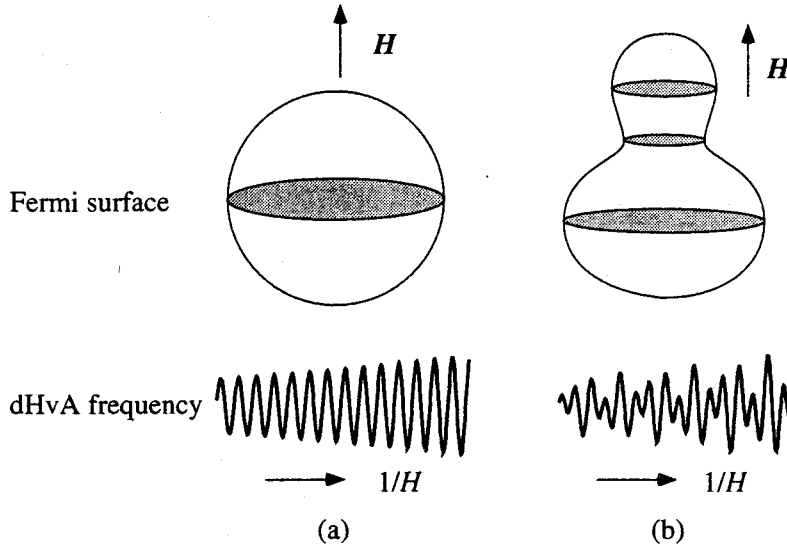 H
H
Fermi surface
dHvA frequency
1/H
1/H
(a)
(b)